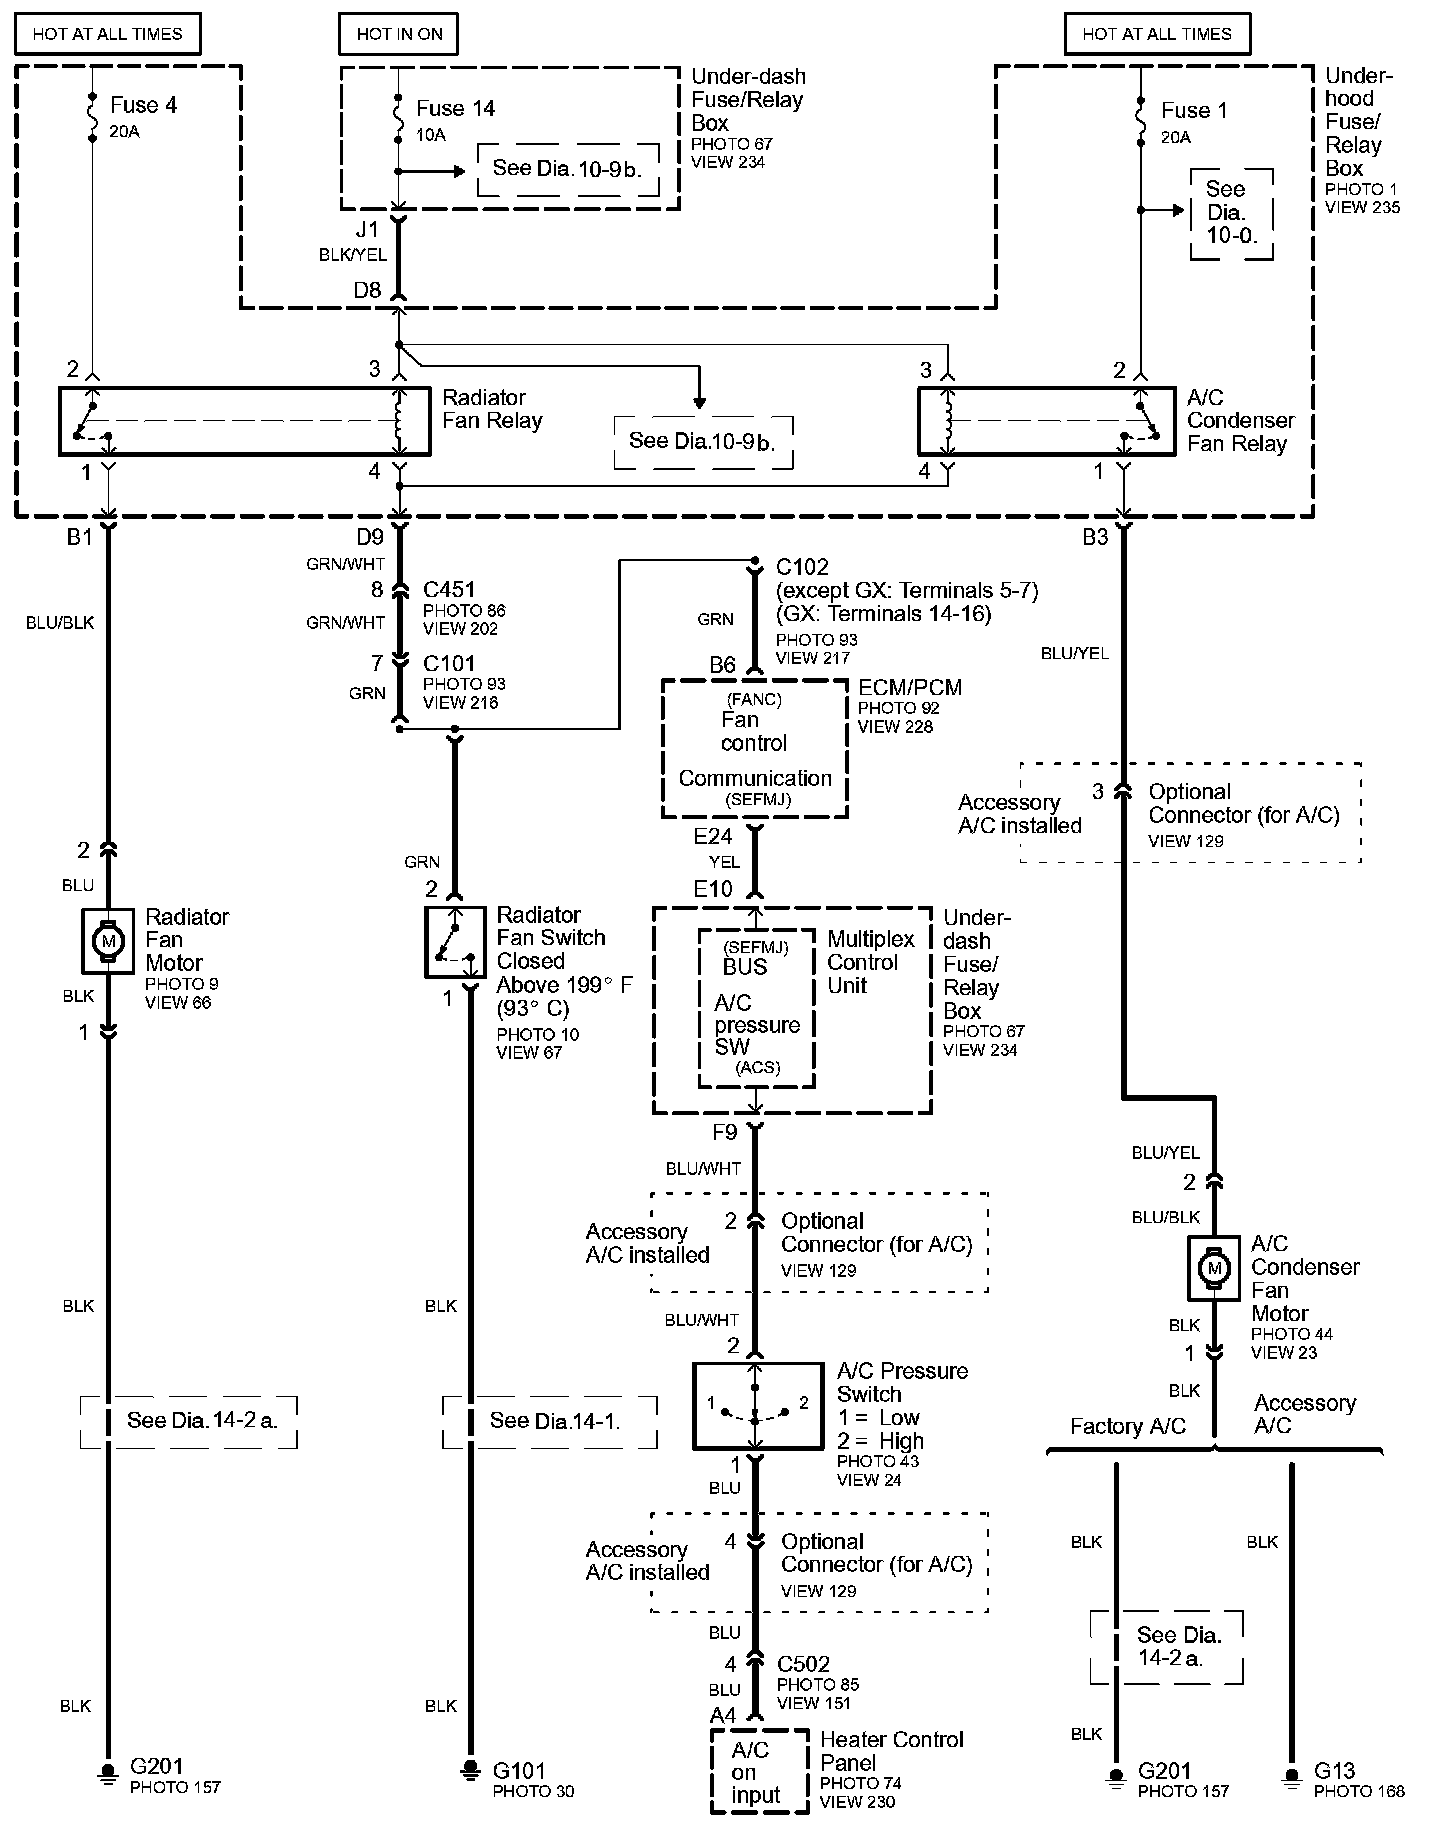 HOT AT ALL TIMES
HOT IN ON
HOT AT ALL TIMES
Fuse 4
20A
Fuse 14
10A
See Dia. 10-9b.
Under-dash
Fuse/Relay
Box
PHOTO 67
VIEW 234
Fuse 1
20A
See
Dia.
10-0.
Under-
hood
Fuse/
Relay
Box
PHOTO 1
VIEW 235
J1
BLK/YEL
D8
2
3
3
2
Radiator
Fan Relay
See Dia.10-9b.
A/C
Condenser
Fan Relay
1
4
4
1
B1
D9
B3
GRN/WHT
8
C451
PHOTO 86
VIEW 202
GRN/WHT
7
C101
PHOTO 93
VIEW 216
GRN
BLU/BLK
C102
(except GX: Terminals 5-7)
(GX: Terminals 14-16)
PHOTO 93
VIEW 217
GRN
B6
BLU/YEL
(FANC)
Fan
control
Communication
(SEFMJ)
ECM/PCM
PHOTO 92
VIEW 228
E24
YEL
E10
Accessory
A/C installed
3
Optional
Connector (for A/C)
VIEW 129
2
BLU
M
Radiator
Fan
Motor
PHOTO 9
VIEW 66
BLK
1
GRN
2
Radiator
Fan Switch
Closed
Above 199° F
(93° C)
PHOTO 10
VIEW 67
1
(SEFMJ)
BUS
A/C
pressure
SW
(ACS)
Multiplex
Control
Unit
Under-
dash
Fuse/
Relay
Box
PHOTO 67
VIEW 234
F9
BLU/WHT
Accessory
A/C installed
2
Optional
Connector (for A/C)
VIEW 129
BLU/WHT
2
BLU/YEL
2
BLU/BLK
M
A/C
Condenser
Fan
Motor
PHOTO 44
VIEW 23
BLK
1
BLK
BLK
BLK
1
2
A/C Pressure
Switch
1 = Low
2 = High
PHOTO 43
VIEW 24
1
BLU
See Dia.14-2 a.
See Dia.14-1.
Factory A/C
Accessory
A/C
Accessory
A/C installed
4
Optional
Connector (for A/C)
VIEW 129
BLK
BLK
BLU
4
C502
PHOTO 85
VIEW 151
BLU
A4
See Dia.
14-2 a.
BLK
BLK
BLK
A/C
on
input
Heater Control
Panel
PHOTO 74
VIEW 230
G201
PHOTO 157
G101
PHOTO 30
G201
PHOTO 157
G13
PHOTO 168